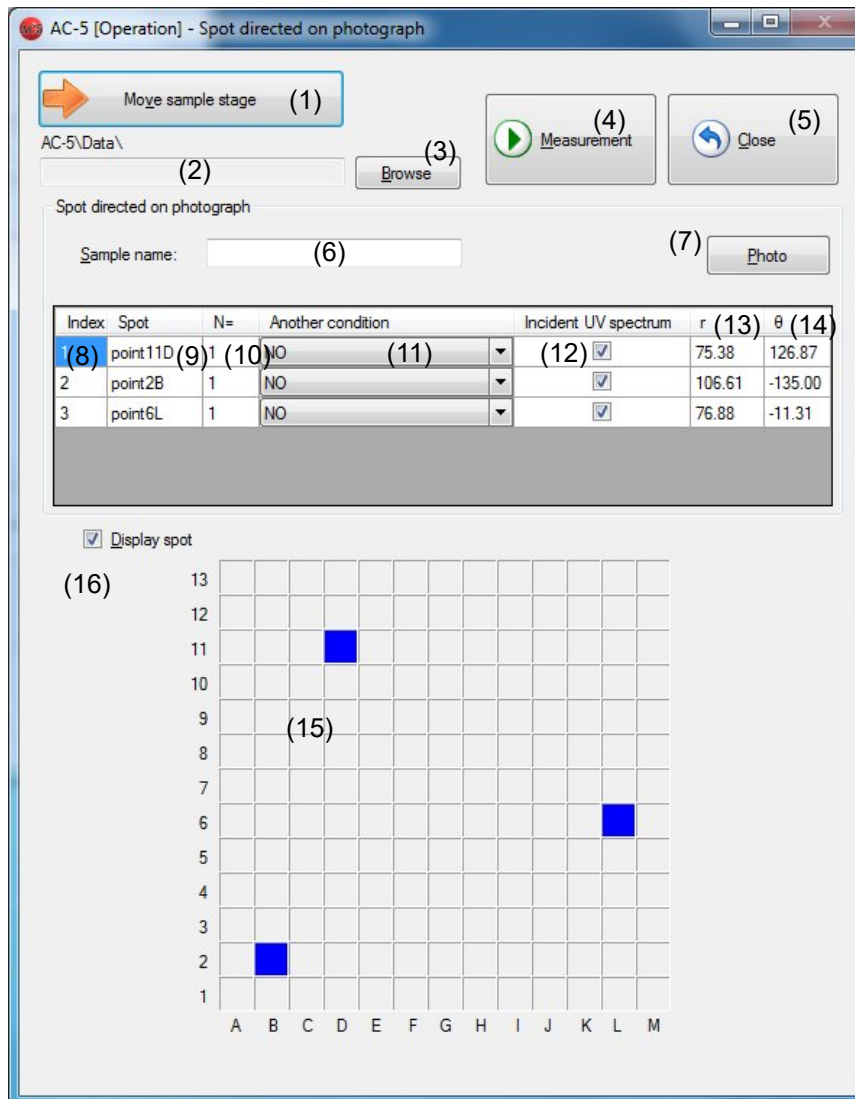 AC-5 [Operation] - Spot directed on photograph
Move sample stage (1)
(4)
Measurement
(5)
Close
AC-5\Data\
(2)
(3)
Browse
Spot directed on photograph
Sample name: (6)
(7) Photo
Index Spot N= Another condition Incident UV spectrum r (13) θ (14)
1 (8) point11D (9) 1 (10) NO (11) (12) 75.38 126.87
2 point2B 1 NO 106.61 -135.00
3 point6L 1 NO 76.88 -11.31
Display spot
(16)
13
12
11
10
9
(15)
8
7
6
5
4
3
2
1
A B C D E F G H I J K L M